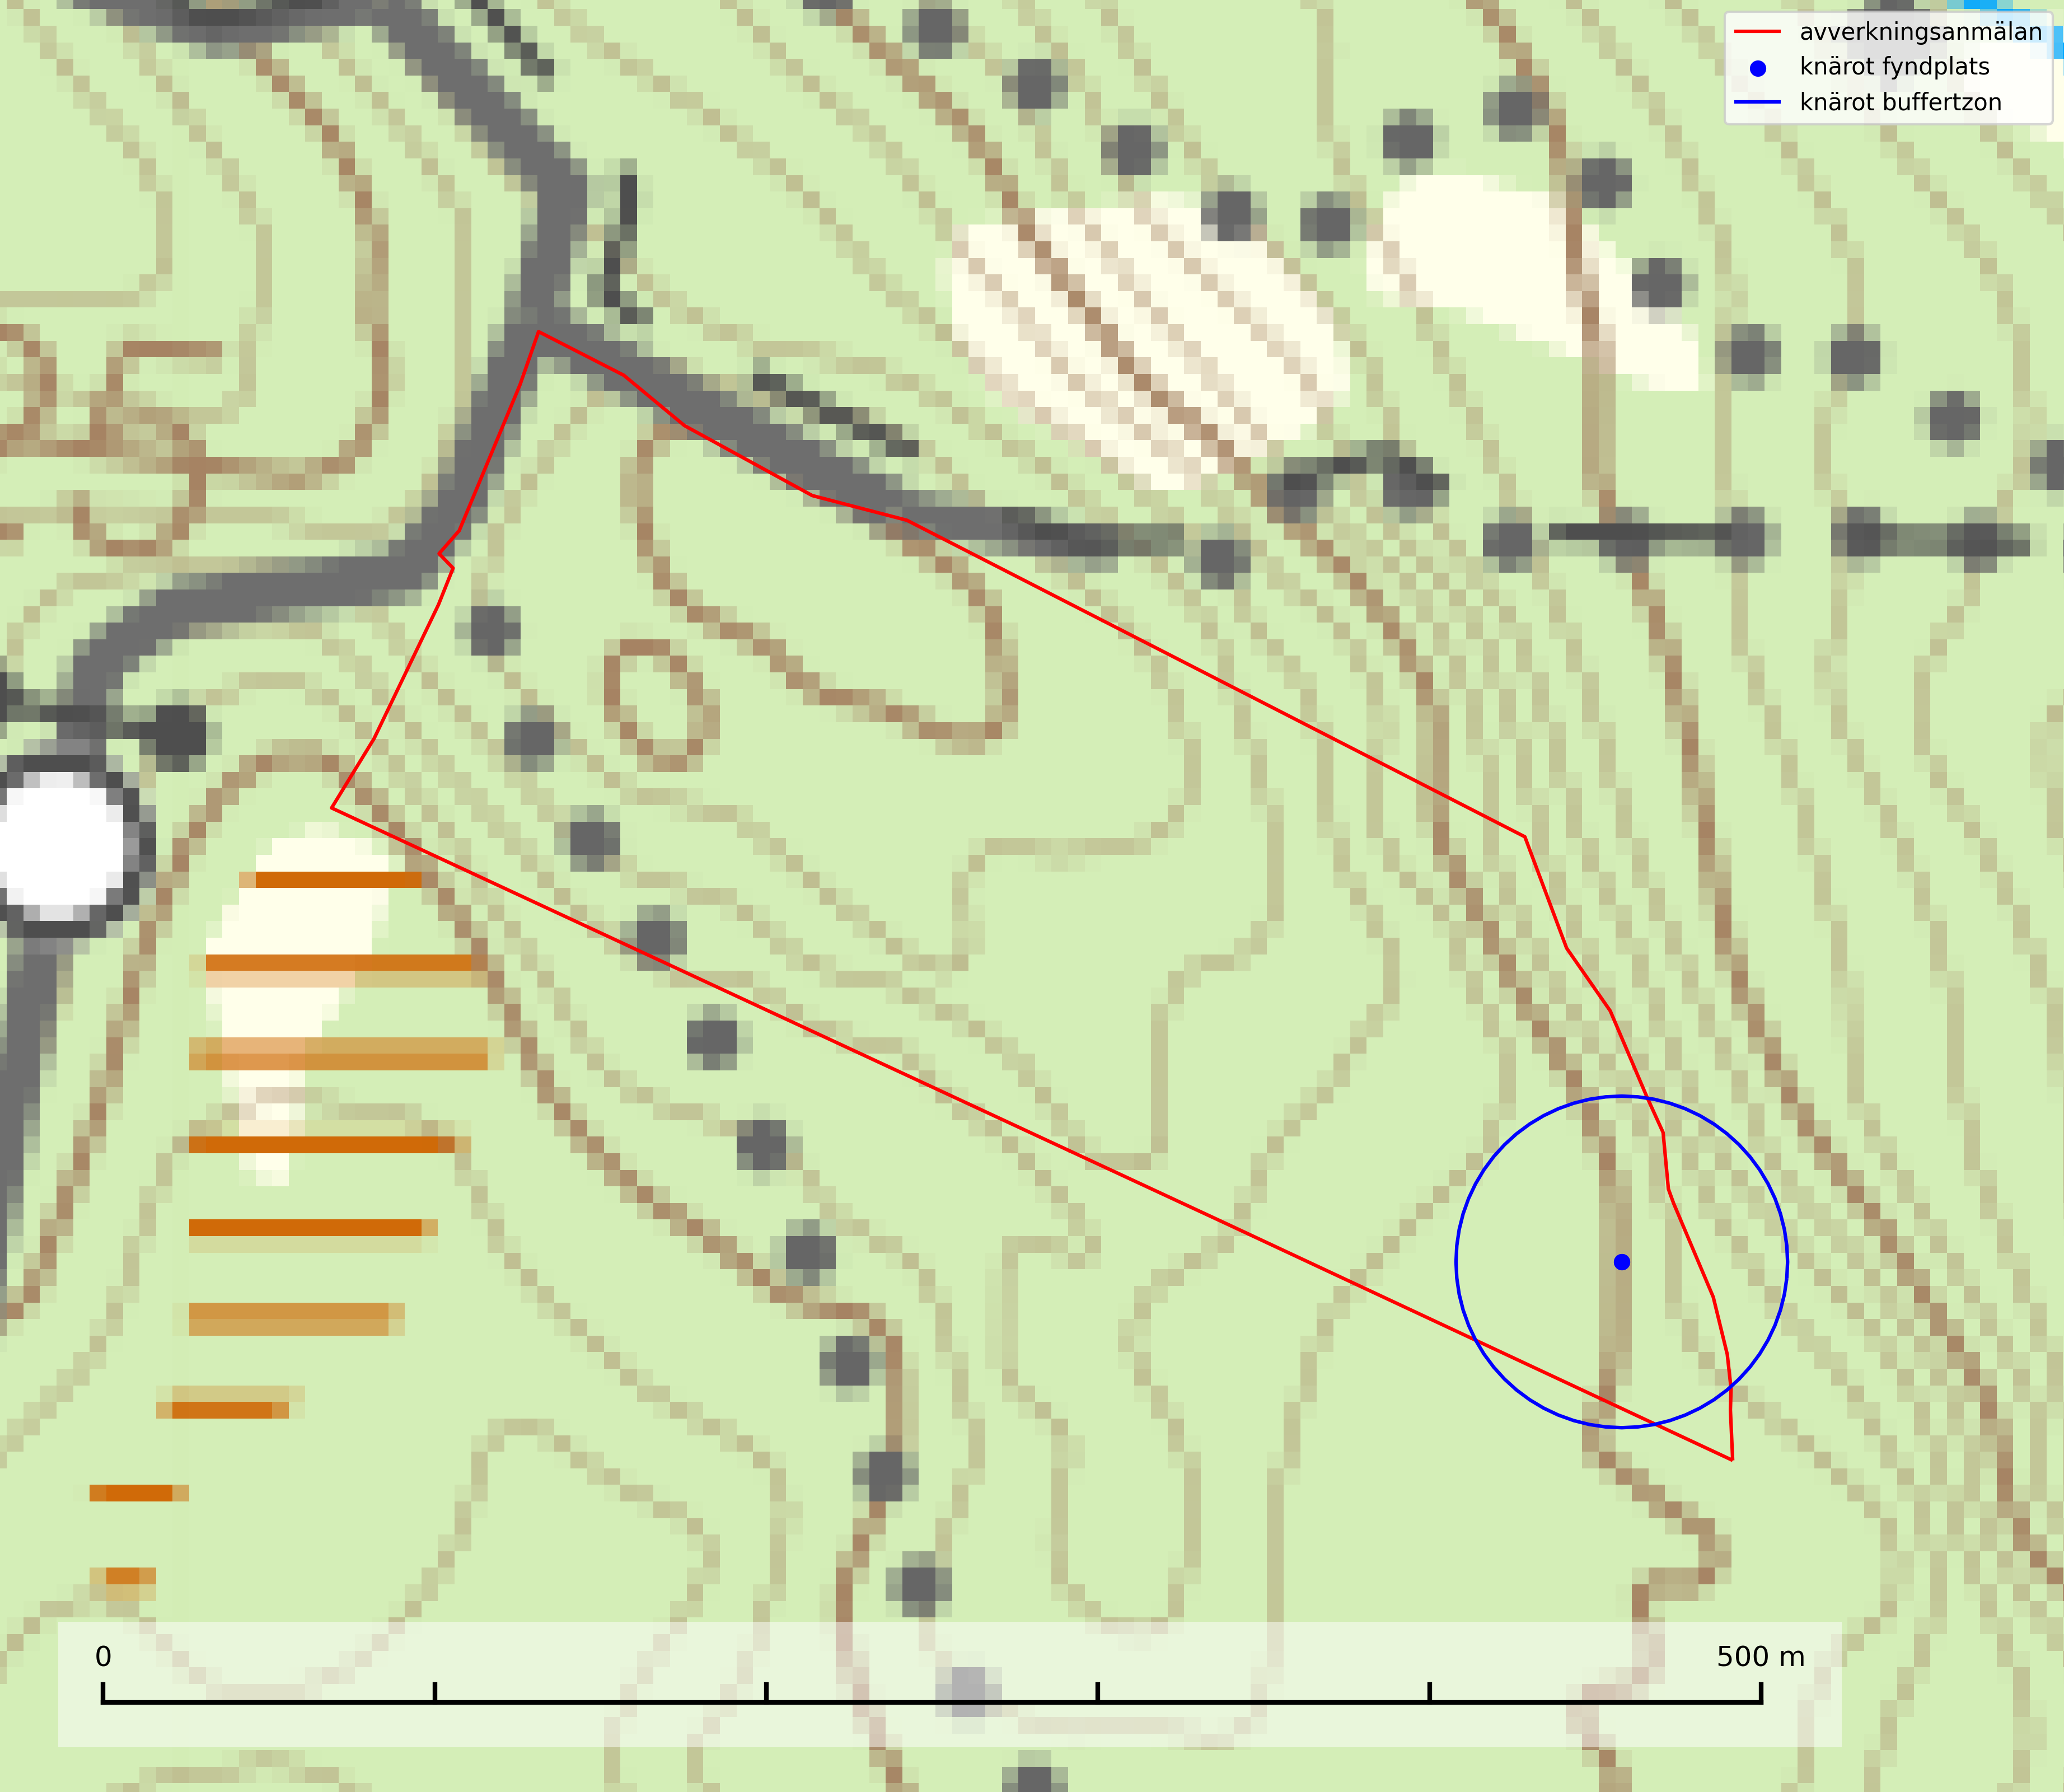 avverkningsanmälan
knärot fyndplats
knärot buffertzon
0
500 m